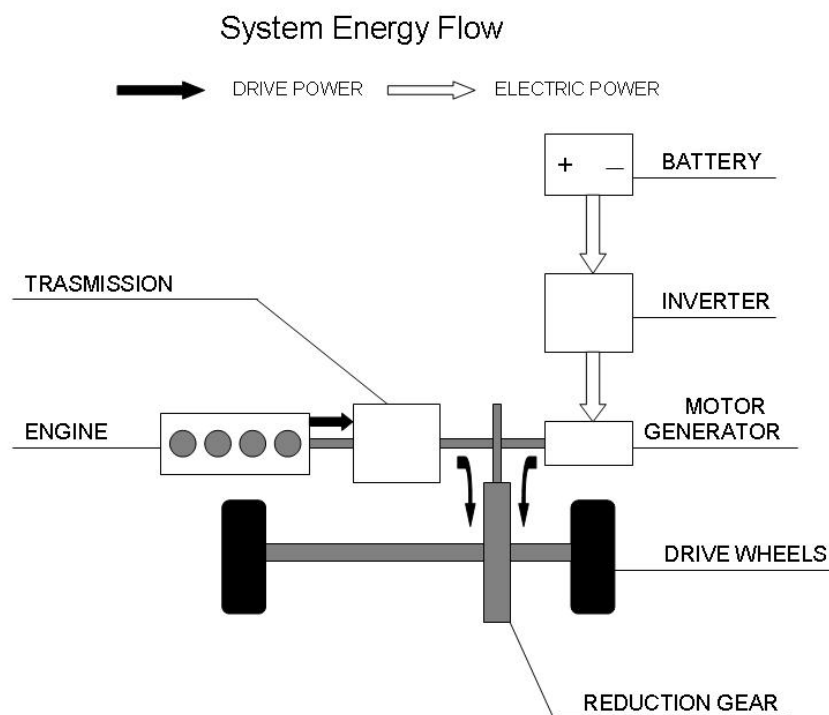 System Energy Flow
DRIVE POWER
ELECTRIC POWER
+ −
BATTERY
TRASMISSION
INVERTER
ENGINE
MOTOR
GENERATOR
DRIVE WHEELS
REDUCTION GEAR